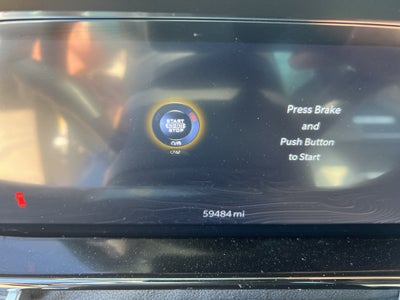 START
ENGINE
STOP
Press Brake
and
Push Button
to Start
59484 mi